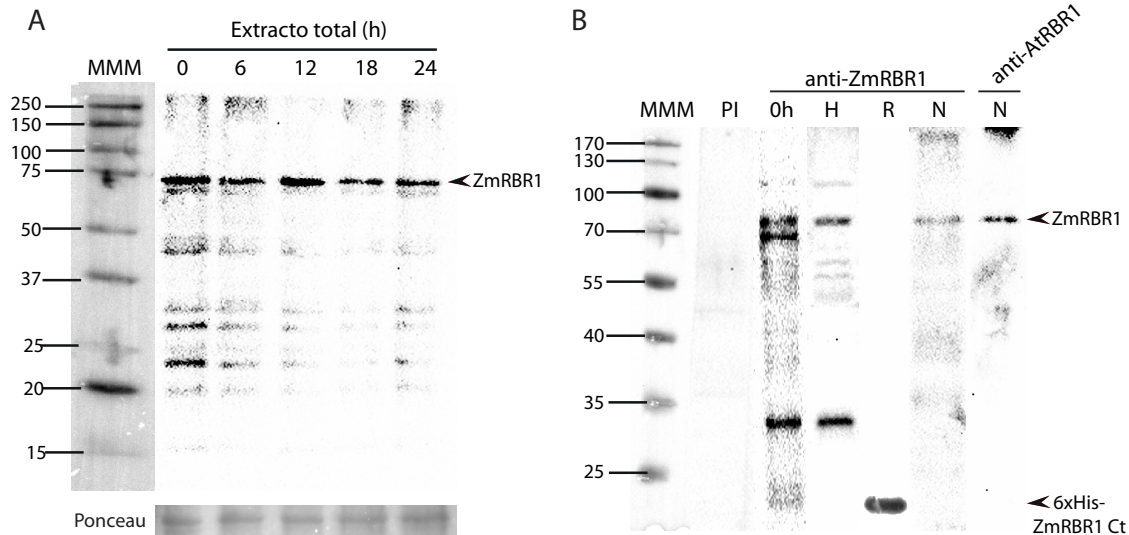 A
Extracto total (h)
MMM 0 6 12 18 24
250
150
100
75
50
37
25
20
15
ZmRBR1
Ponceau
B
anti-ZmRBR1
anti-AtRBR1
MMM PI 0h H R N N
170
130
100
70
55
40
35
25
ZmRBR1
6xHis-
ZmRBR1 Ct